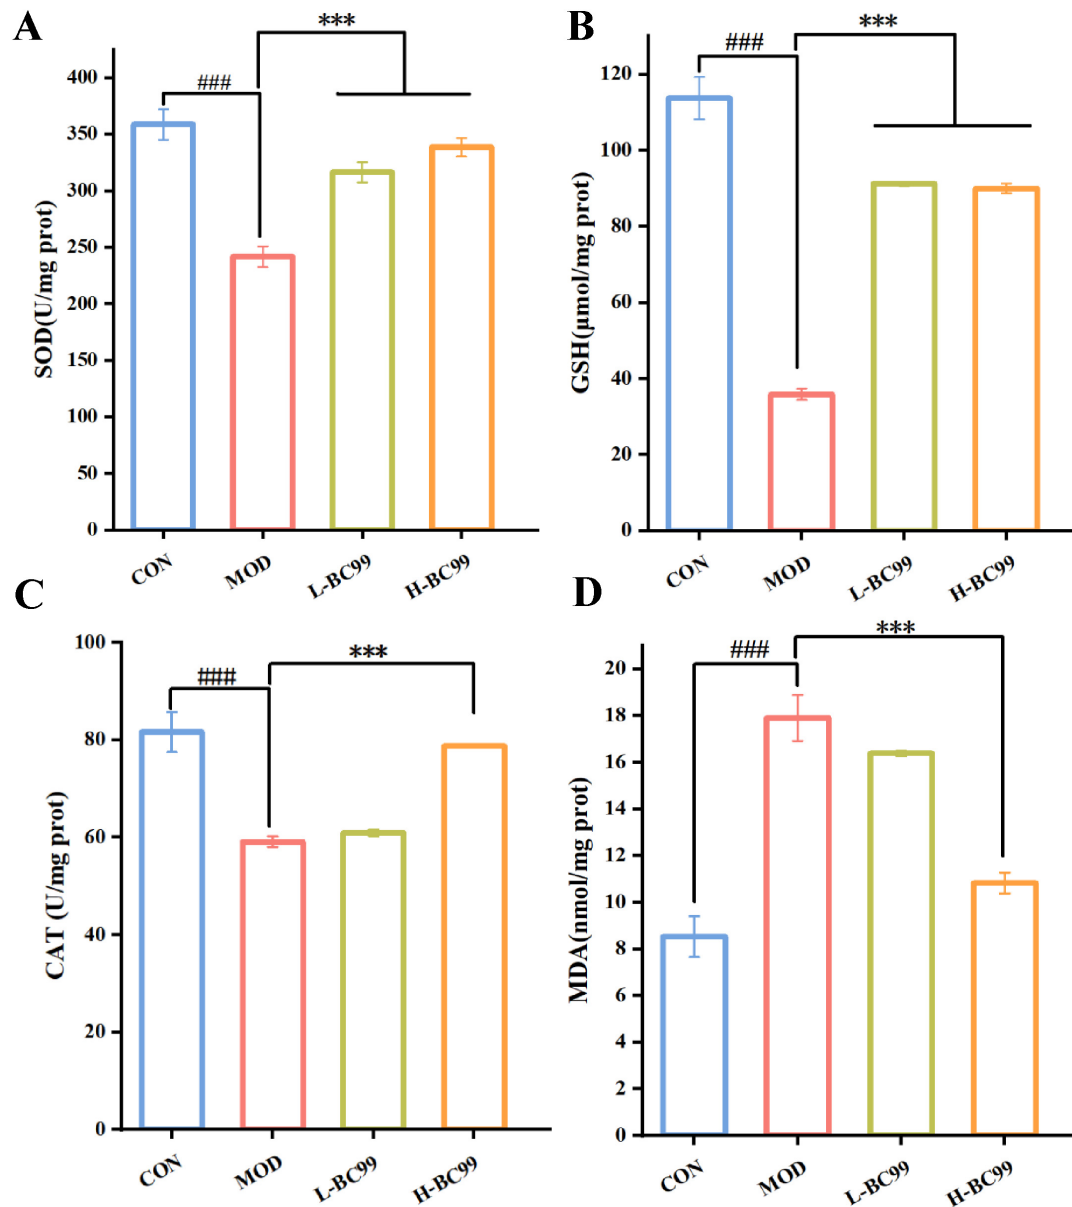 A
***
###
SOD(U/mg prot)
400
350
300
250
200
150
100
50
0
CON
MOD
L-BC99
H-BC99
B
***
###
GSH(μmol/mg prot)
120
100
80
60
40
20
0
CON
MOD
L-BC99
H-BC99
C
***
###
CAT (U/mg prot)
100
80
60
40
20
0
CON
MOD
L-BC99
H-BC99
D
***
###
MDA(nmol/mg prot)
20
18
16
14
12
10
8
6
4
2
0
CON
MOD
L-BC99
H-BC99